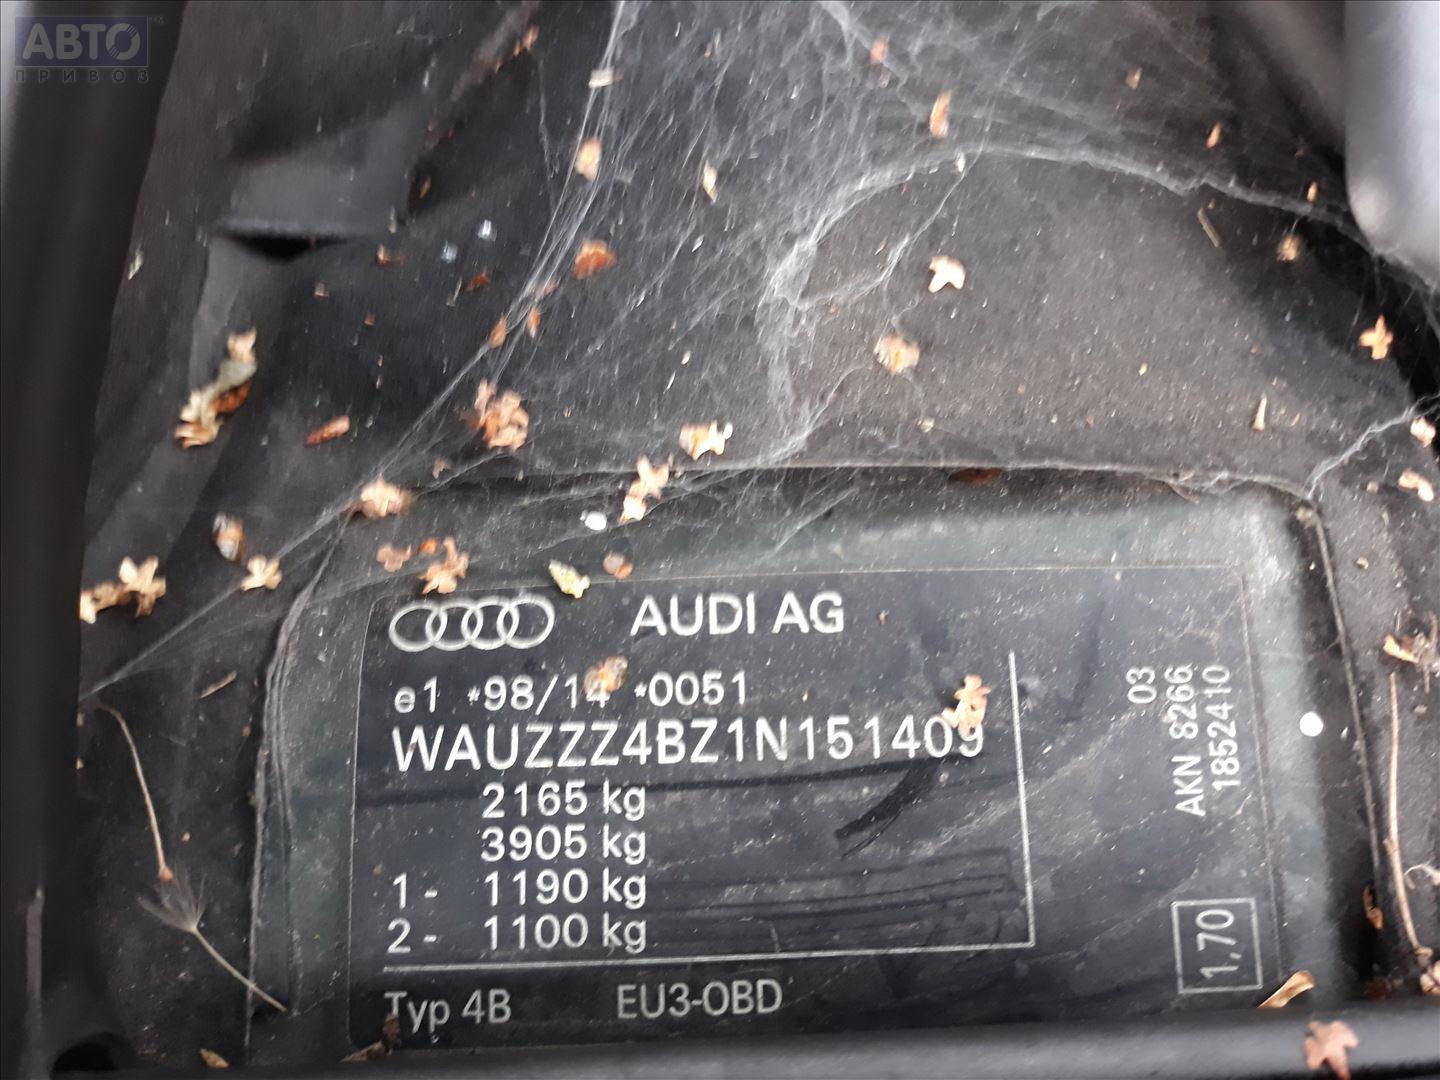 АВТО™
ПРИВОЗ
AUDI AG
e1 *98/14 *0051
WAUZZZ4BZ1N151409
2165 kg
3905 kg
1- 1190 kg
2- 1100 kg
Typ 4B EU3-OBD
03
AKN 8266
1852410
1,70